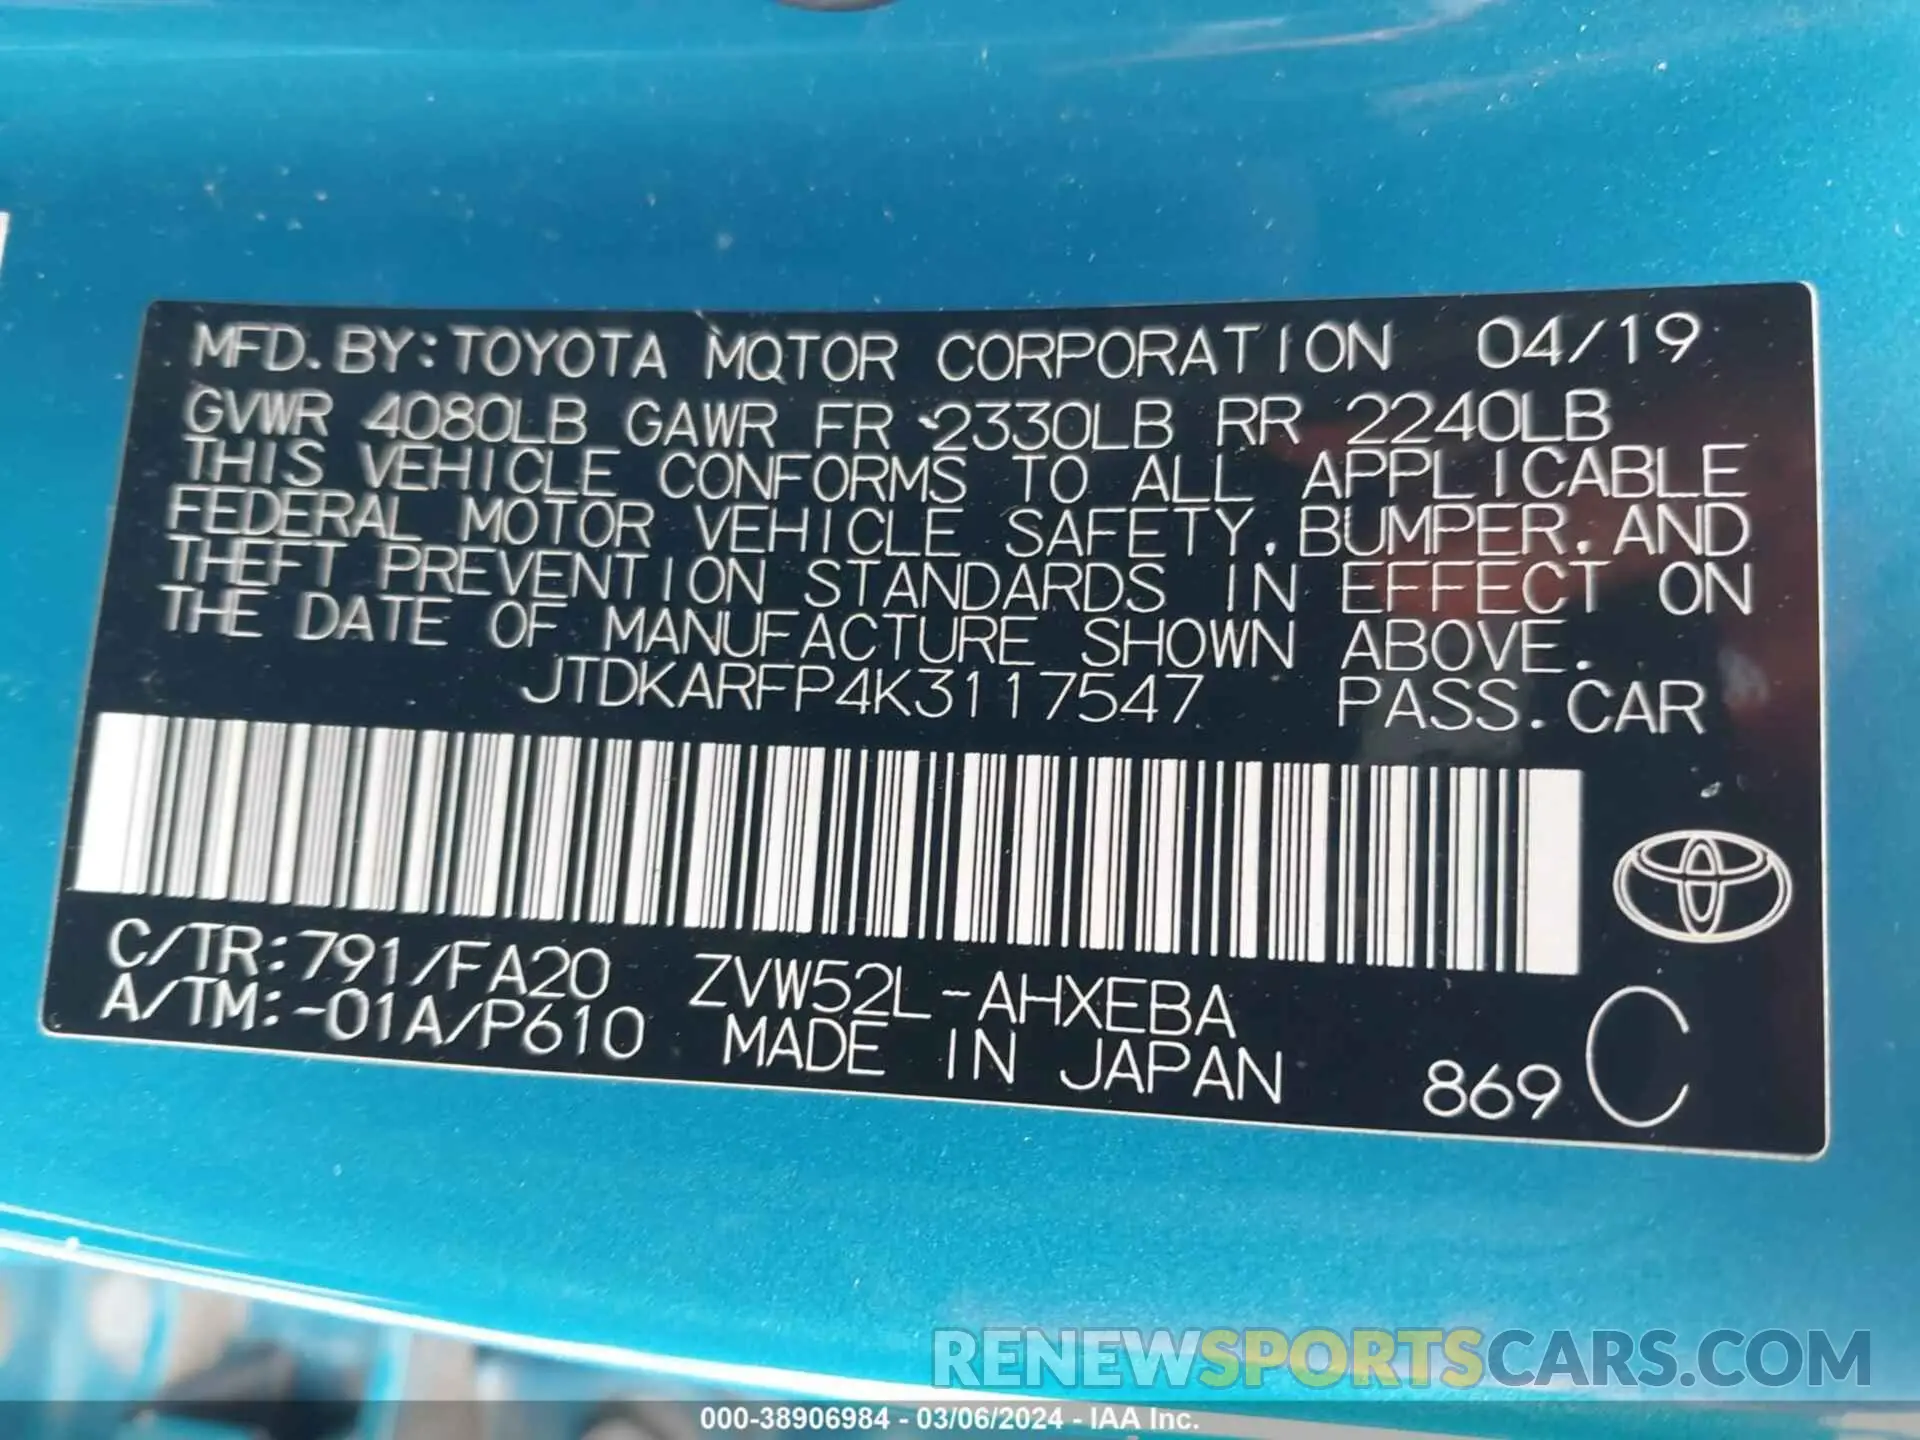 MFD. BY: TOYOTA MOTOR CORPORATION 04/19
GVWR 4080LB GAWR FR 2330LB RR 2240LB
THIS VEHICLE CONFORMS TO ALL APPLICABLE
FEDERAL MOTOR VEHICLE SAFETY, BUMPER, AND
THEFT PREVENTION STANDARDS IN EFFECT ON
THE DATE OF MANUFACTURE SHOWN ABOVE.
JTDKARFP4K3117547 PASS. CAR
C/TR: 791/FA20 ZVW52L-AHXEBA
A/TM: -01A/P610 MADE IN JAPAN 869 C
RENEWSPORTSCARS.COM
000-38906984 - 03/06/2024 - IAA Inc.